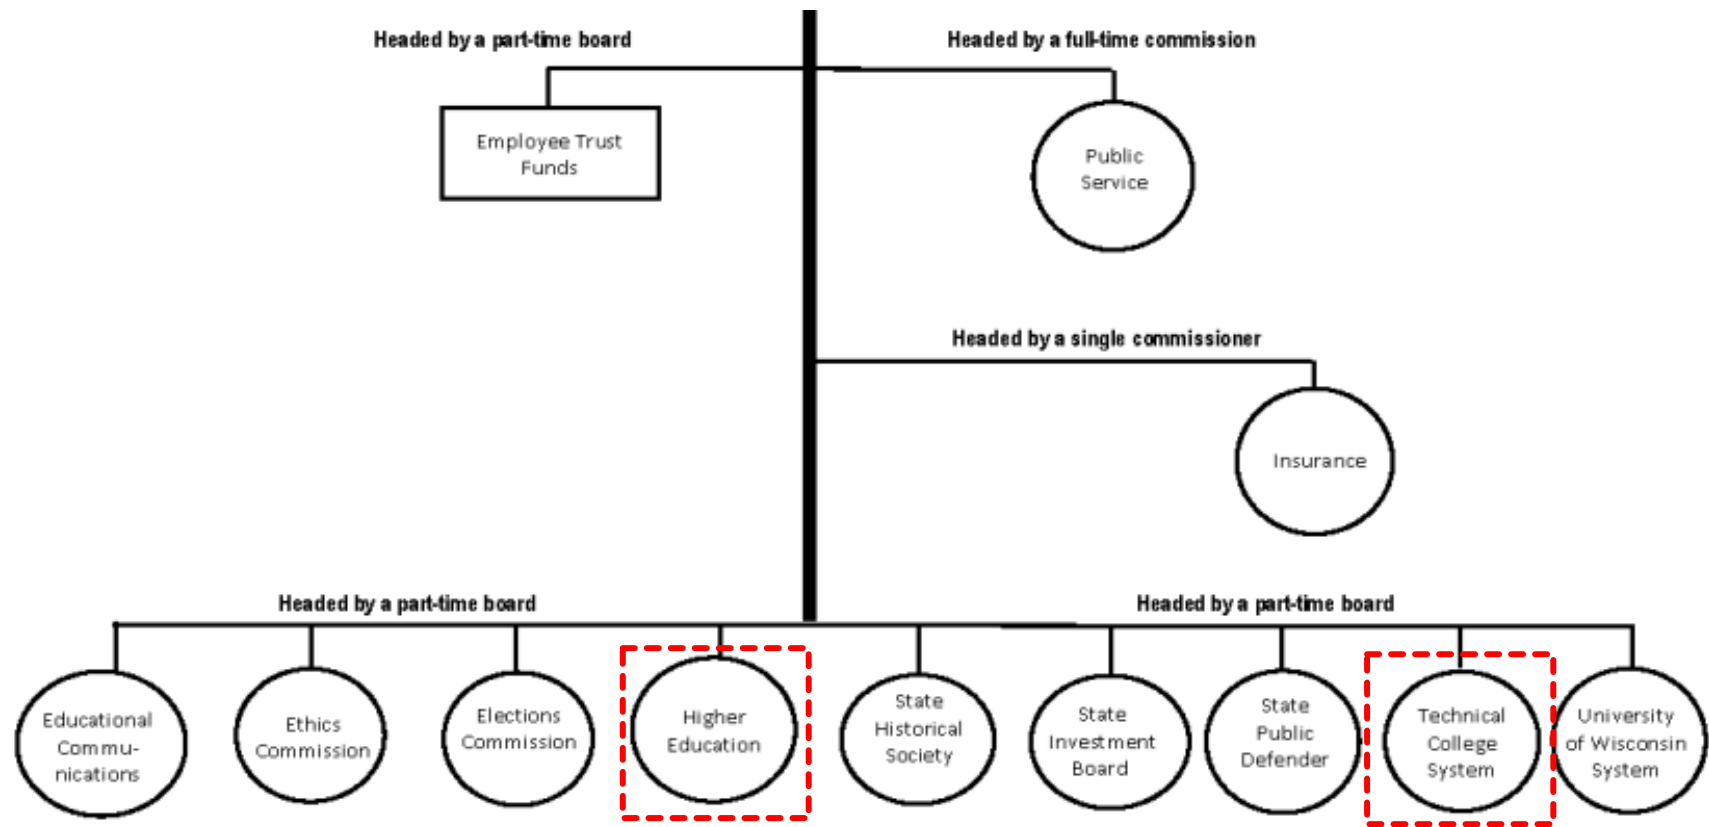 Headed by a part-time board
Headed by a full-time commission
Employee Trust
Funds
Public
Service
Headed by a single commissioner
Insurance
Headed by a part-time board
Headed by a part-time board
Educational
Commu-
nications
Ethics
Commission
Elections
Commission
Higher
Education
State
Historical
Society
State
Investment
Board
State
Public
Defender
Technical
College
System
University
of Wisconsin
System